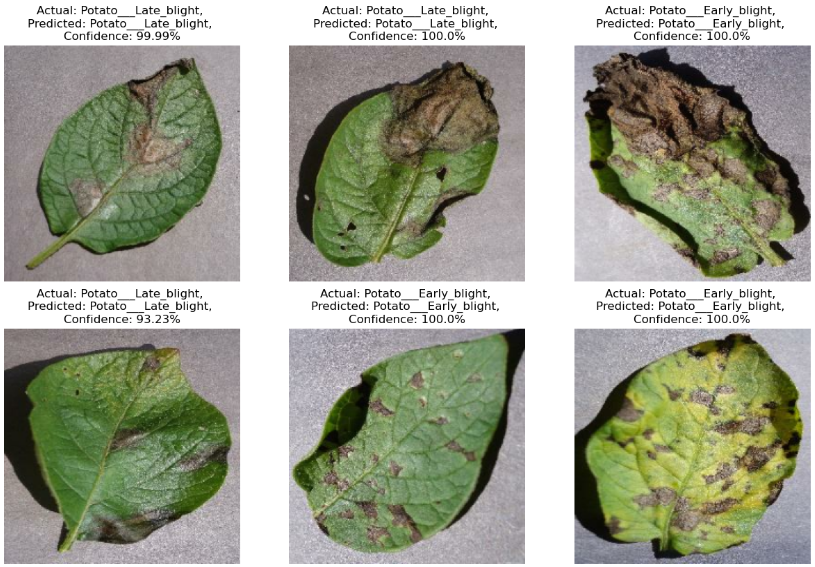 Actual: Potato___Late_blight,
Predicted: Potato___Late_blight,
Confidence: 99.99%
Actual: Potato___Late_blight,
Predicted: Potato___Late_blight,
Confidence: 100.0%
Actual: Potato___Early_blight,
Predicted: Potato___Early_blight,
Confidence: 100.0%
Actual: Potato___Late_blight,
Predicted: Potato___Late_blight,
Confidence: 93.23%
Actual: Potato___Early_blight,
Predicted: Potato___Early_blight,
Confidence: 100.0%
Actual: Potato___Early_blight,
Predicted: Potato___Early_blight,
Confidence: 100.0%